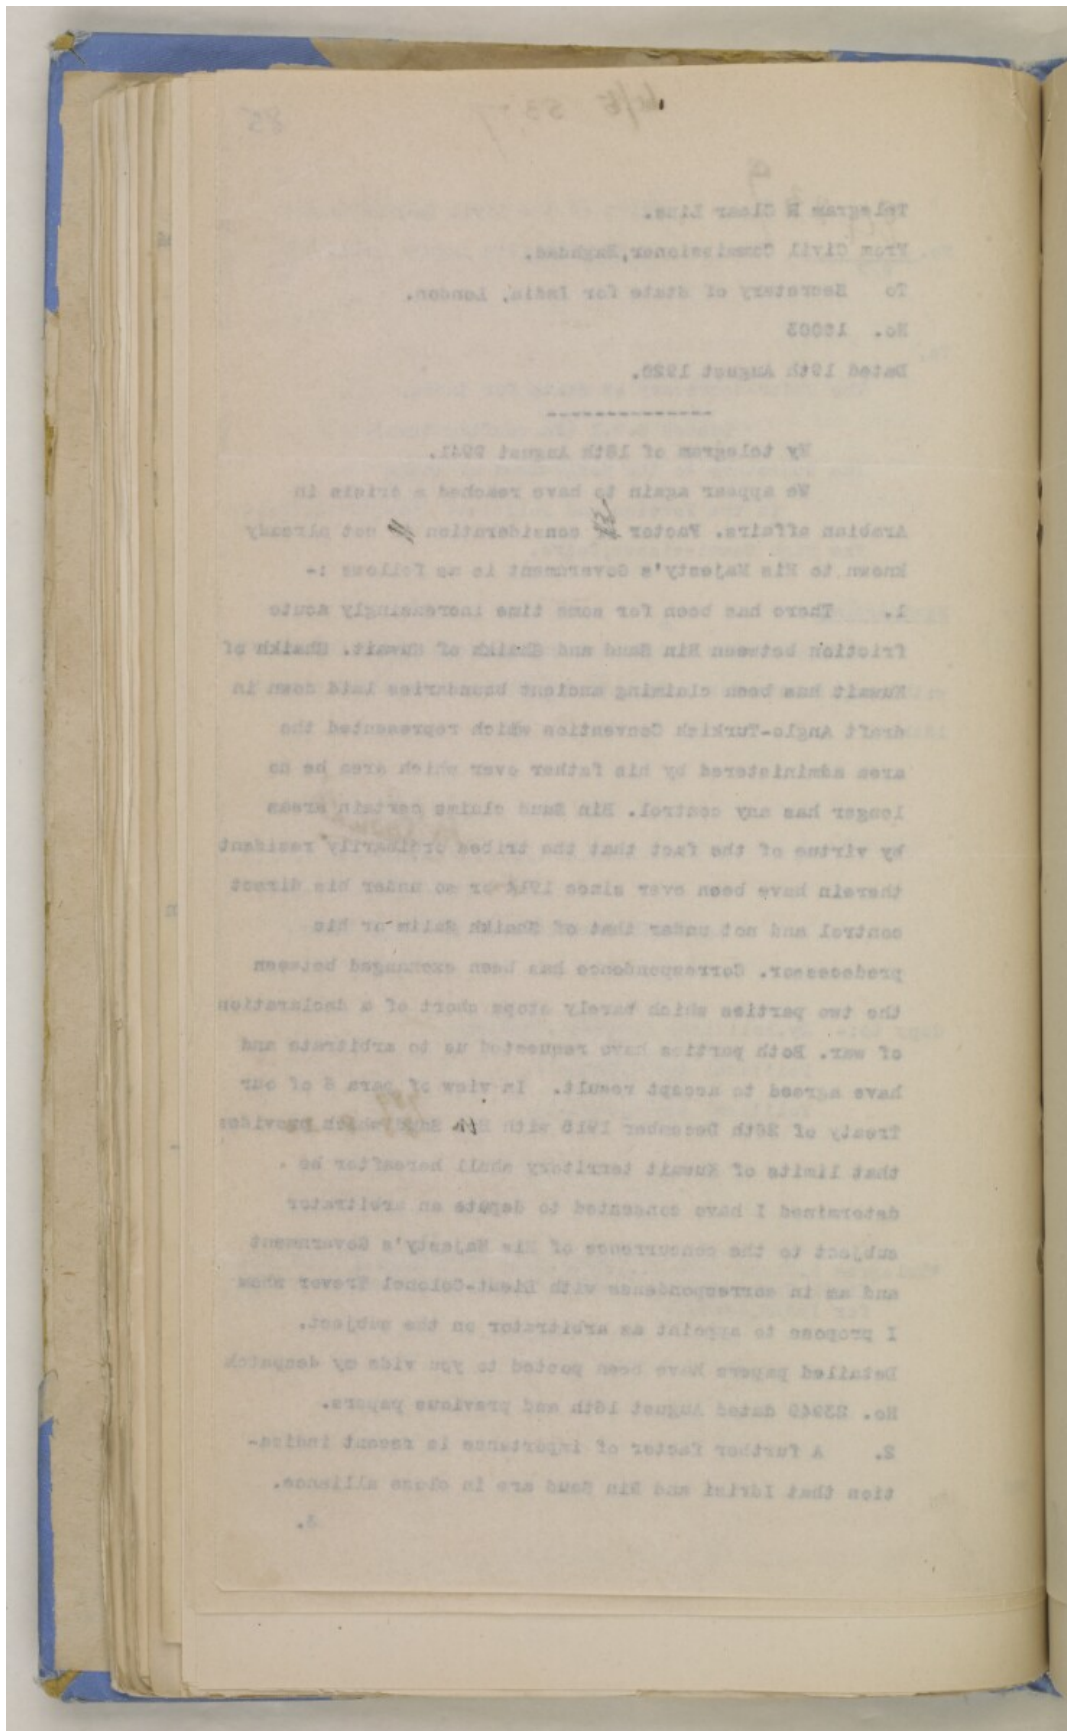 Telegram R Clear Line.
From Civil Commissioner, Baghdad.
To Secretary of State for India, London.
No.
Dated 19th August 1920.
--------------
My telegram of 18th August
We appear again to have reached a crisis in
Arabian affairs. Factor consideration not already
known to His Majesty's Government is as follows :-
1. There has been for some time increasingly acute
friction between Bin Saud and Shaikh of Kuwait. Shaikh of
Kuwait has been claiming ancient boundaries laid down in
draft Anglo-Turkish Convention which represented the
area administered by his father over which area he no
longer has any control. Bin Saud claims certain areas
by virtue of the fact that the tribes ordinarily resident
therein have been ever since 1914 or so under his direct
control and not under that of Shaikh Salim or his
predecessor. Correspondence has been exchanged between
the two parties which barely stops short of a declaration
of war. Both parties have requested us to arbitrate and
have agreed to accept result. In view of para 6 of our
Treaty of 26th December 1915 with Bin Saud which provides
that limits of Kuwait territory shall hereafter be
determined I have consented to depute an arbitrator
subject to the concurrence of His Majesty's Government
and am in correspondence with Lieut-Colonel Trevor whom
I propose to appoint as arbitrator on the subject.
Detailed papers have been posted to you vide my despatch
No. 23949 dated August 16th and previous papers.
2. A further factor of importance is recent indica-
tion that Idrisi and Bin Saud are in close alliance.
3.